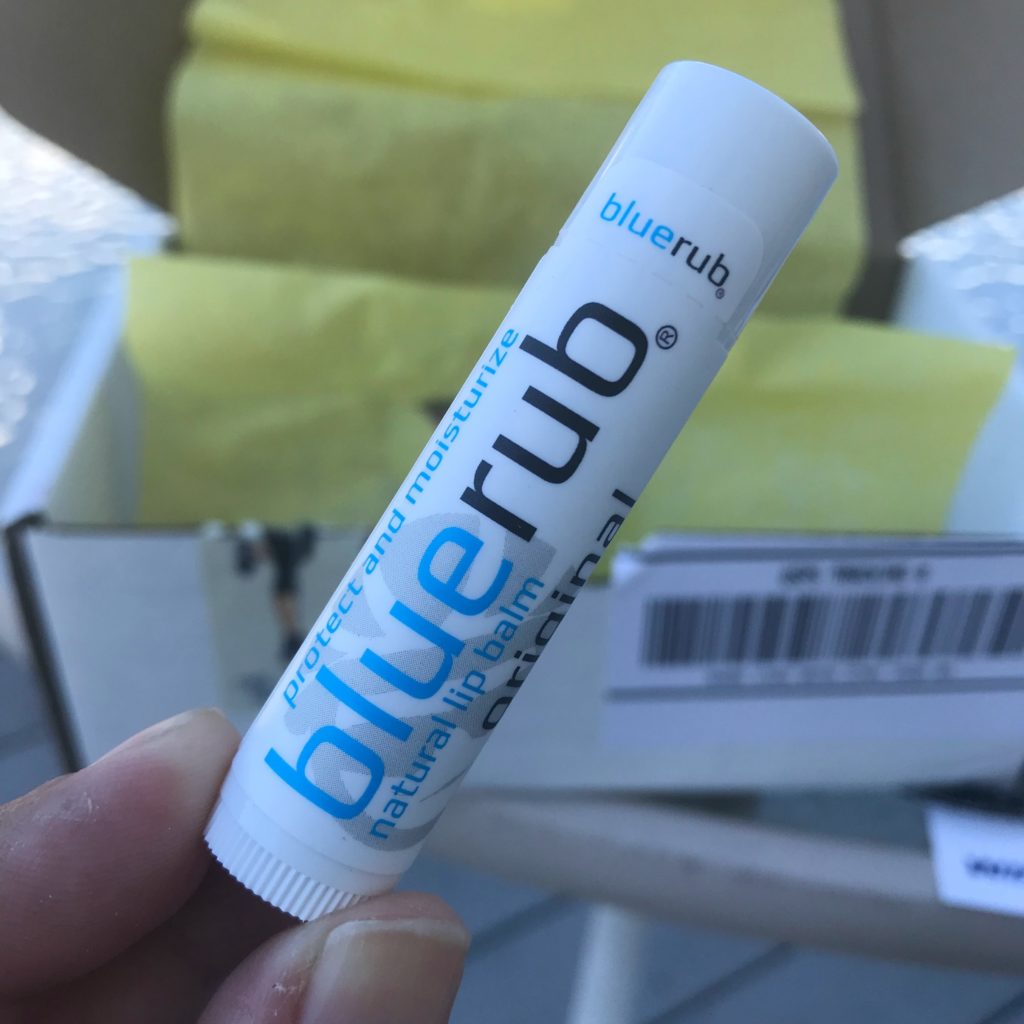 bluerub®
protect and moisturize
bluerub®
natural lip balm
original